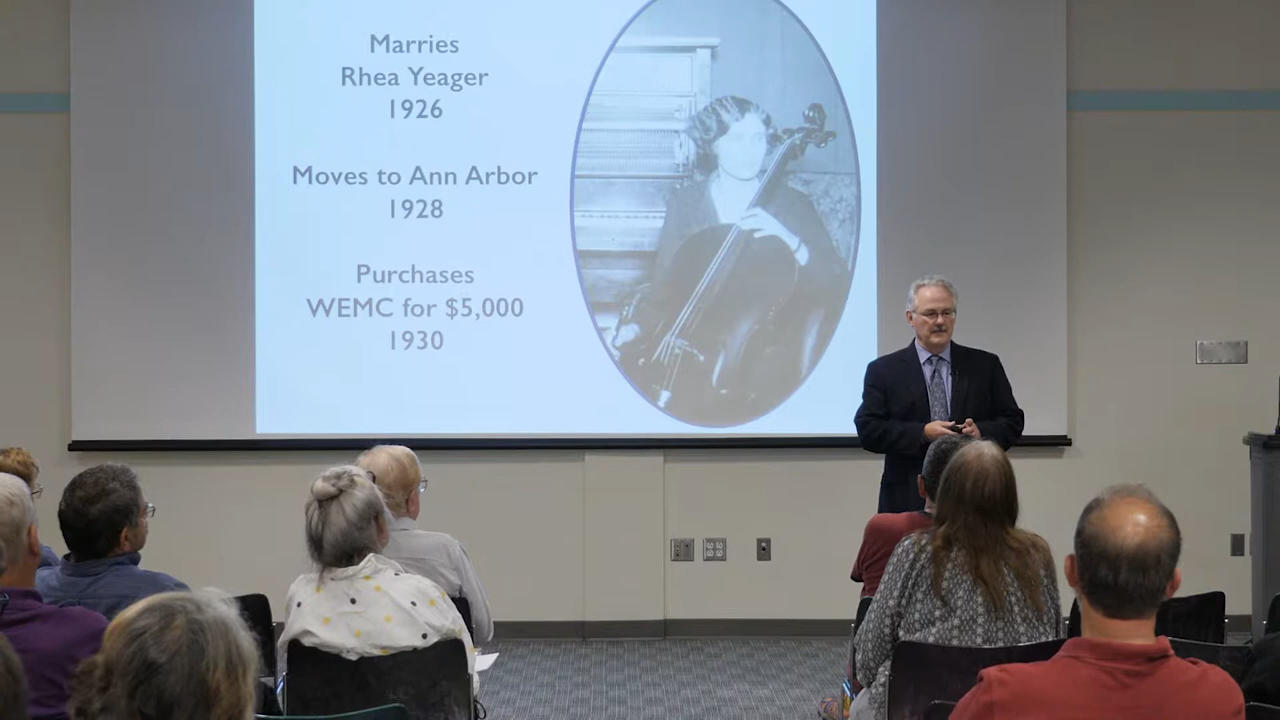 Marries
Rhea Yeager
1926
Moves to Ann Arbor
1928
Purchases
WEMC for $5,000
1930